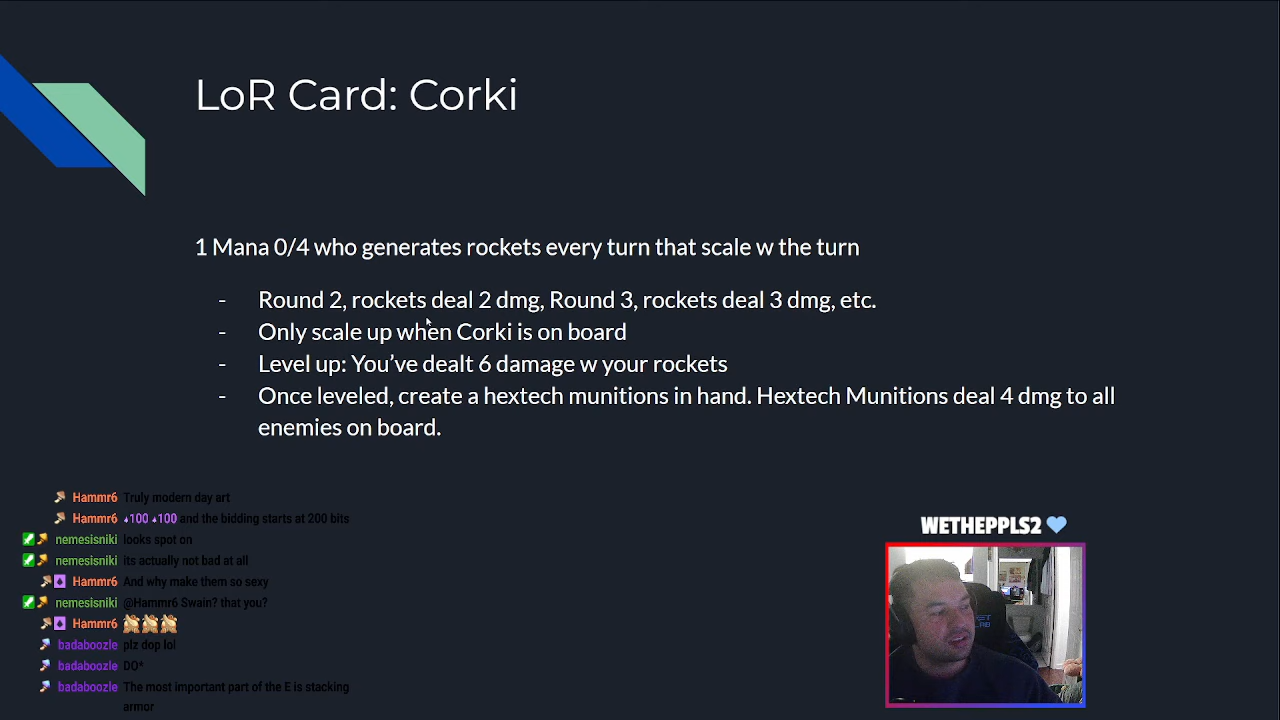 LoR Card: Corki
1 Mana 0/4 who generates rockets every turn that scale w the turn
- Round 2, rockets deal 2 dmg, Round 3, rockets deal 3 dmg, etc.
- Only scale up when Corki is on board
- Level up: You’ve dealt 6 damage w your rockets
- Once leveled, create a hextech munitions in hand. Hextech Munitions deal 4 dmg to all
enemies on board.
Hammr6 Truly modern day art
Hammr6 100 100 and the bidding starts at 200 bits
nemesisniki looks spot on
nemesisniki its actually not bad at all
Hammr6 And why make them so sexy
nemesisniki @Hammr6 Swain? that you?
Hammr6
badaboozle plz dop lol
badaboozle DO*
badaboozle The most important part of the E is stacking
armor
WETHEPPLS2